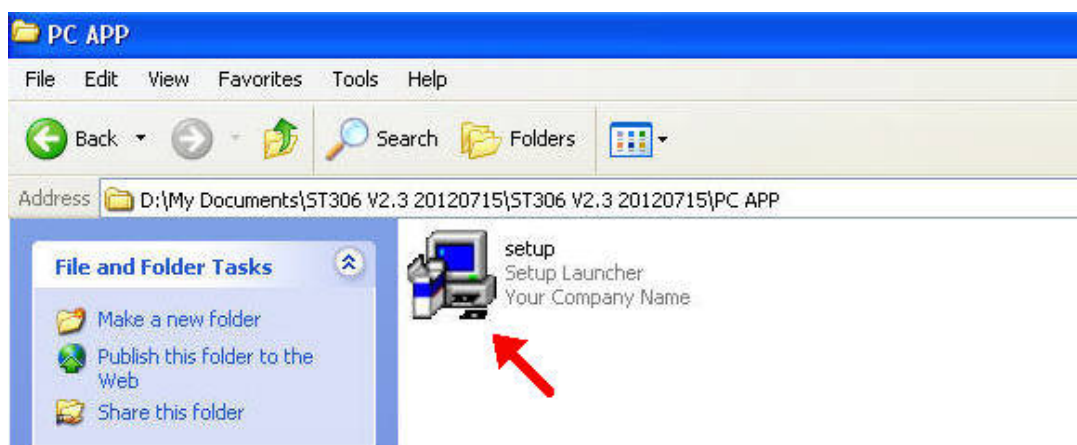 PC APP
File Edit View Favorites Tools Help
Back Search Folders
Address D:\My Documents\ST306 V2.3 20120715\ST306 V2.3 20120715\PC APP
File and Folder Tasks
Make a new folder
Publish this folder to the
Web
Share this folder
setup
Setup Launcher
Your Company Name